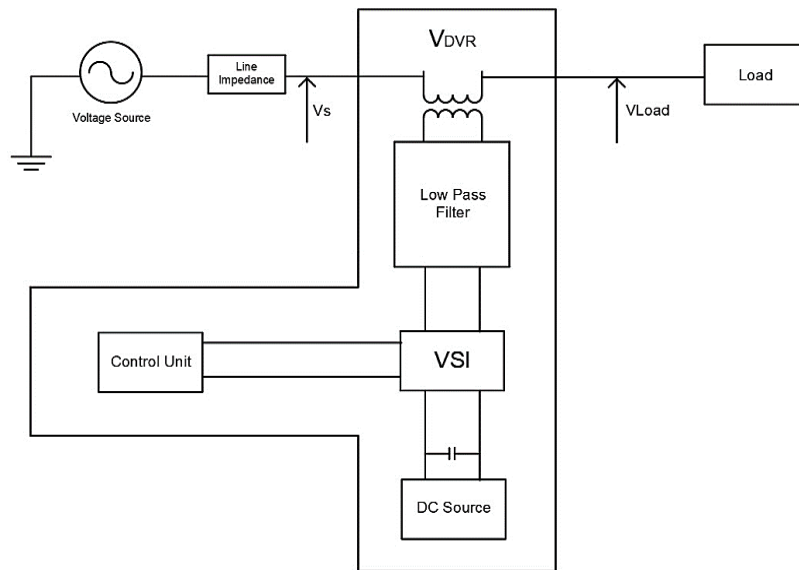 VDVR
Line
Impedance
Voltage Source
Vs
VLoad
Load
Low Pass
Filter
Control Unit
VSI
DC Source